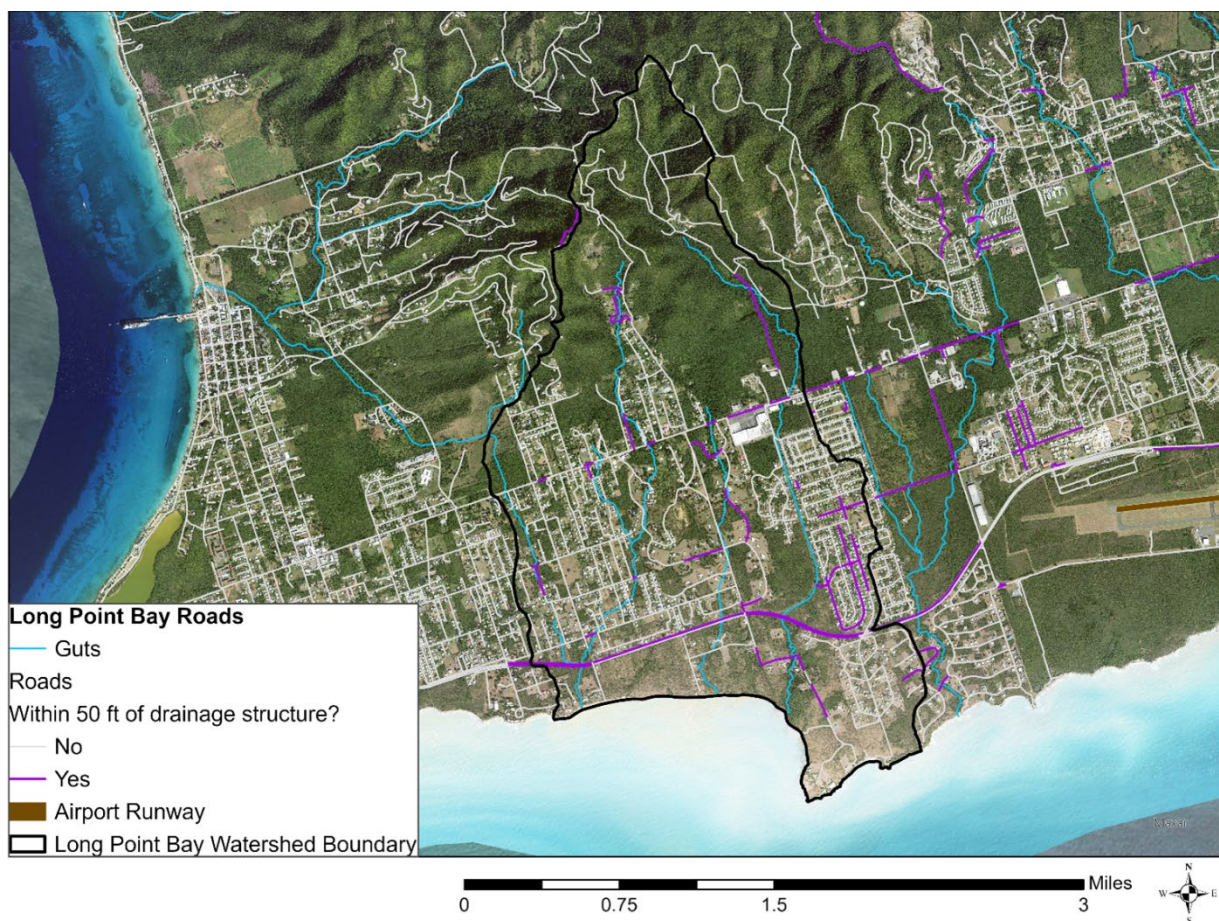 Long Point Bay Roads
Guts
Roads
Within 50 ft of drainage structure?
No
Yes
Airport Runway
Long Point Bay Watershed Boundary
Maxar
Miles
0 0.75 1.5 3
N
W E
S